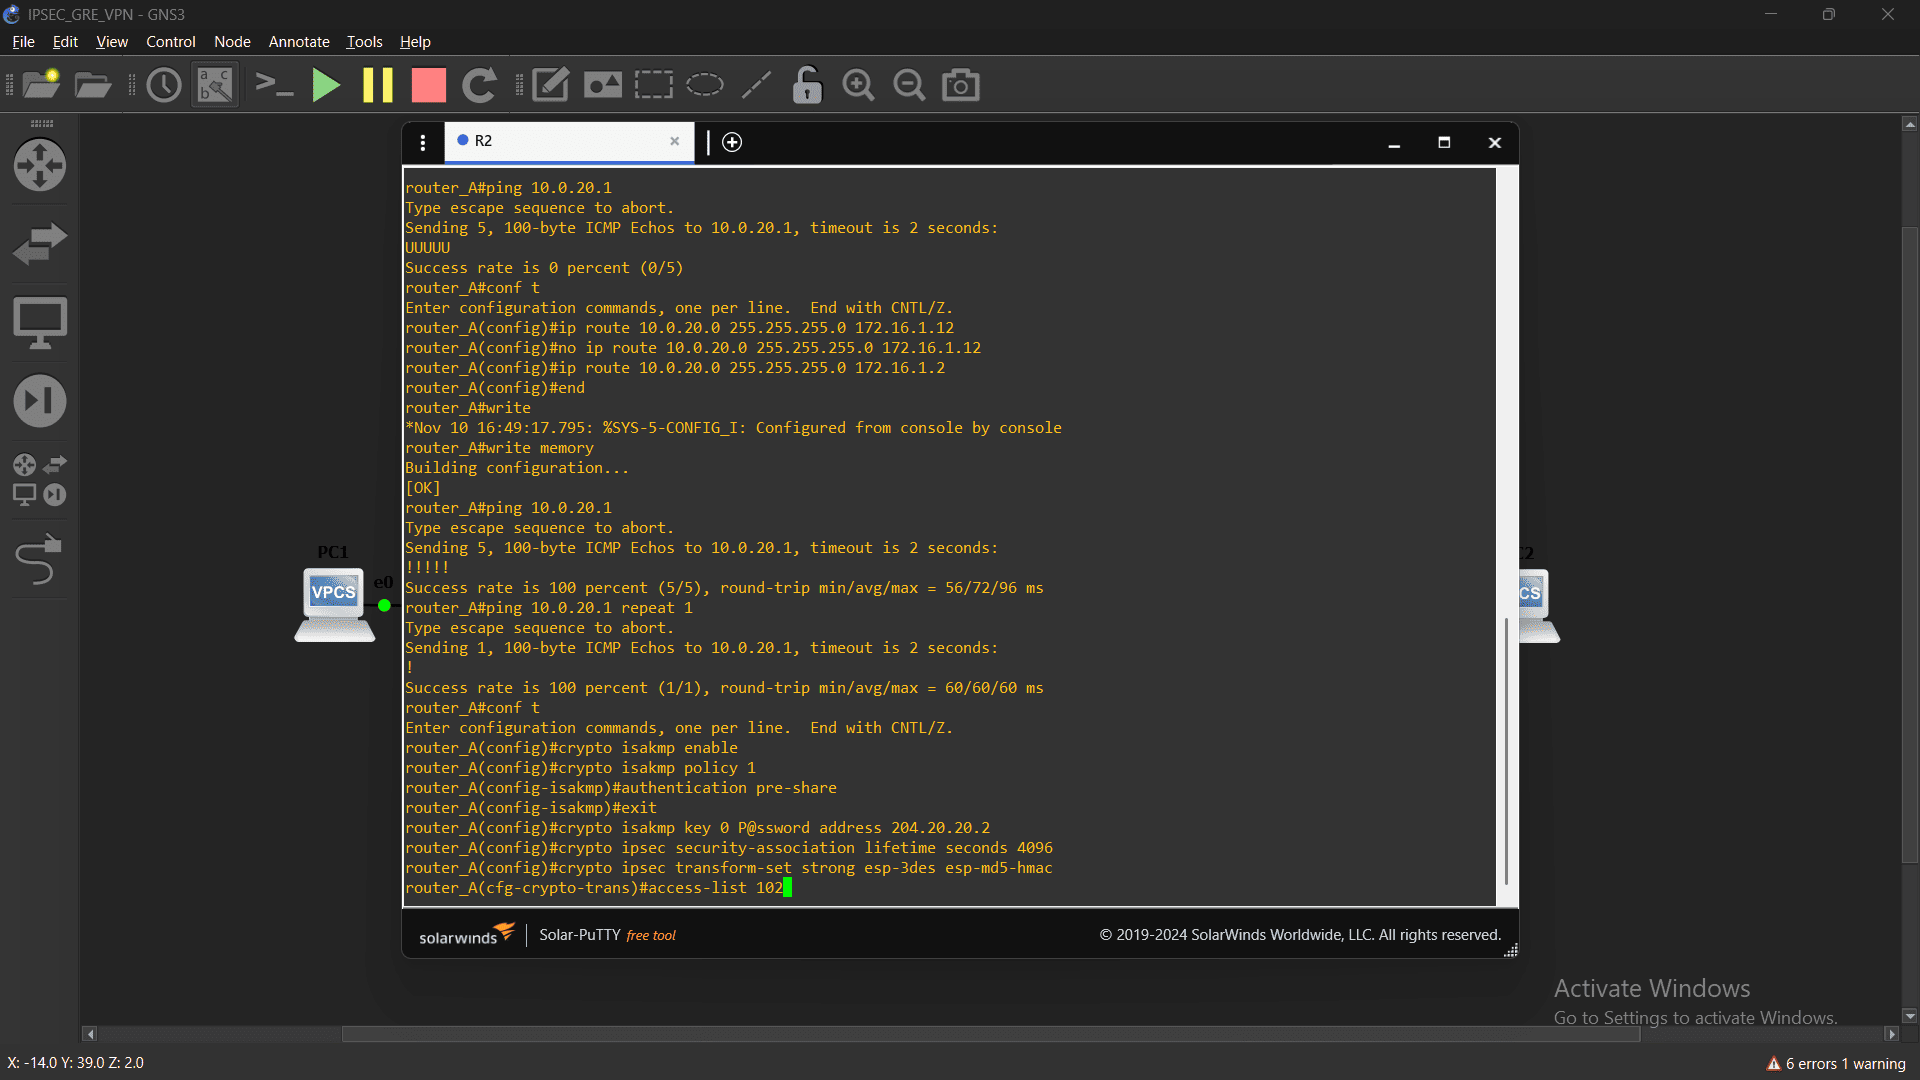 IPSEC_GRE_VPN - GNS3
File Edit View Control Node Annotate Tools Help
R2
router_A#ping 10.0.20.1
Type escape sequence to abort.
Sending 5, 100-byte ICMP Echos to 10.0.20.1, timeout is 2 seconds:
UUUUU
Success rate is 0 percent (0/5)
router_A#conf t
Enter configuration commands, one per line.  End with CNTL/Z.
router_A(config)#ip route 10.0.20.0 255.255.255.0 172.16.1.12
router_A(config)#no ip route 10.0.20.0 255.255.255.0 172.16.1.12
router_A(config)#ip route 10.0.20.0 255.255.255.0 172.16.1.2
router_A(config)#end
router_A#write
*Nov 10 16:49:17.795: %SYS-5-CONFIG_I: Configured from console by console
router_A#write memory
Building configuration...
[OK]
router_A#ping 10.0.20.1
Type escape sequence to abort.
Sending 5, 100-byte ICMP Echos to 10.0.20.1, timeout is 2 seconds:
!!!!!
Success rate is 100 percent (5/5), round-trip min/avg/max = 56/72/96 ms
router_A#ping 10.0.20.1 repeat 1
Type escape sequence to abort.
Sending 1, 100-byte ICMP Echos to 10.0.20.1, timeout is 2 seconds:
!
Success rate is 100 percent (1/1), round-trip min/avg/max = 60/60/60 ms
router_A#conf t
Enter configuration commands, one per line.  End with CNTL/Z.
router_A(config)#crypto isakmp enable
router_A(config)#crypto isakmp policy 1
router_A(config-isakmp)#authentication pre-share
router_A(config-isakmp)#exit
router_A(config)#crypto isakmp key 0 P@ssword address 204.20.20.2
router_A(config)#crypto ipsec security-association lifetime seconds 4096
router_A(config)#crypto ipsec transform-set strong esp-3des esp-md5-hmac
router_A(cfg-crypto-trans)#access-list 102
PC1
e0
VPCS
C2
CS
solarwinds Solar-PuTTY free tool
© 2019-2024 SolarWinds Worldwide, LLC. All rights reserved.
Activate Windows
Go to Settings to activate Windows.
X: -14.0 Y: 39.0 Z: 2.0
6 errors 1 warning